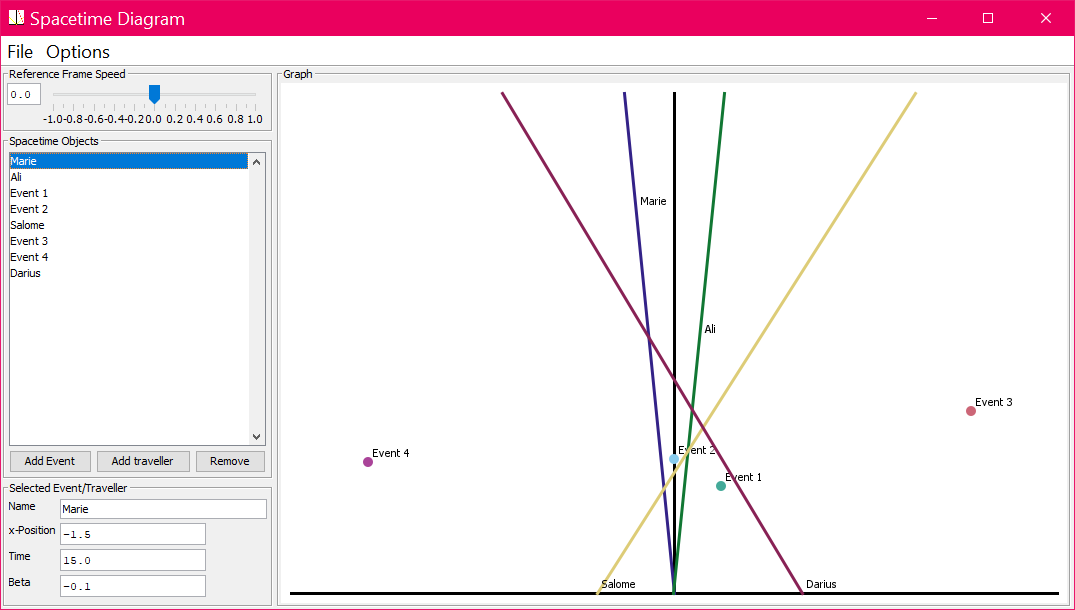 Spacetime Diagram
File Options
Reference Frame Speed
0.0
-1.0-0.8-0.6-0.4-0.20.0 0.2 0.4 0.6 0.8 1.0
Spacetime Objects
Marie
Ali
Event 1
Event 2
Salome
Event 3
Event 4
Darius
Add Event Add traveller Remove
Selected Event/Traveller
Name Marie
x-Position -1.5
Time 15.0
Beta -0.1
Graph
Marie
Ali
Event 3
Event 4
Event 2
Event 1
Salome
Darius